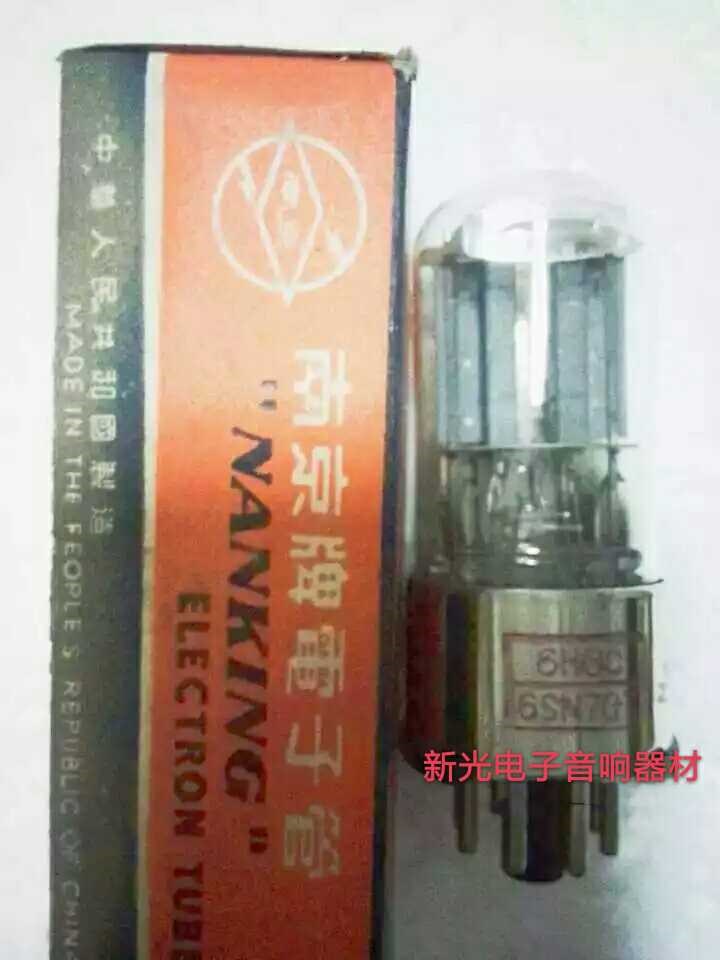 中華人民共和國製造
MADE IN THE PEOPLE'S REPUBLIC OF CHINA
南京牌電子管
"NANKING"
ELECTRON TUBE
6H8C
6SN7G
新光电子音响器材